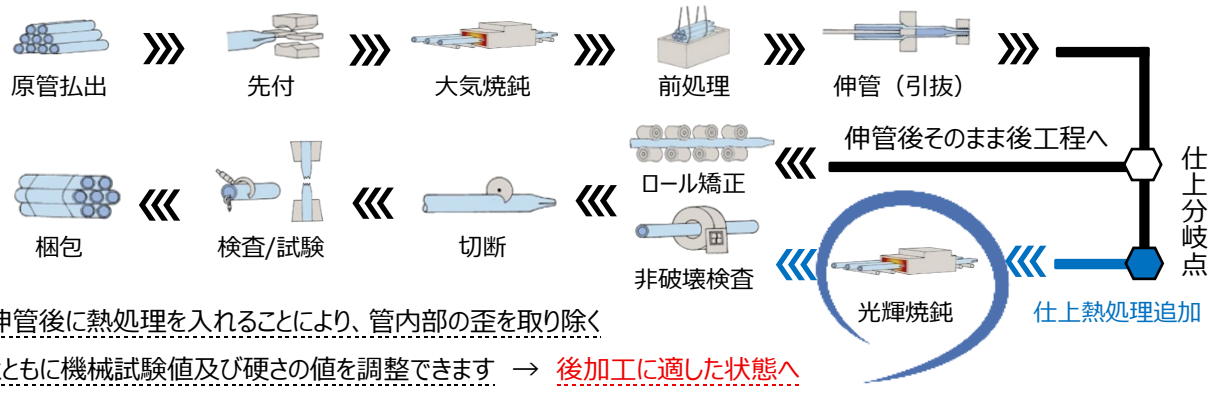 原管払出
先付
大気焼鈍
前処理
伸管（引抜）
伸管後そのまま後工程へ
仕上分岐点
ロール矯正
梱包
検査/試験
切断
非破壊検査
光輝焼鈍
仕上熱処理追加
伸管後に熱処理を入れることにより、管内部の歪を取り除く
ともに機械試験値及び硬さの値を調整できます → 後加工に適した状態へ